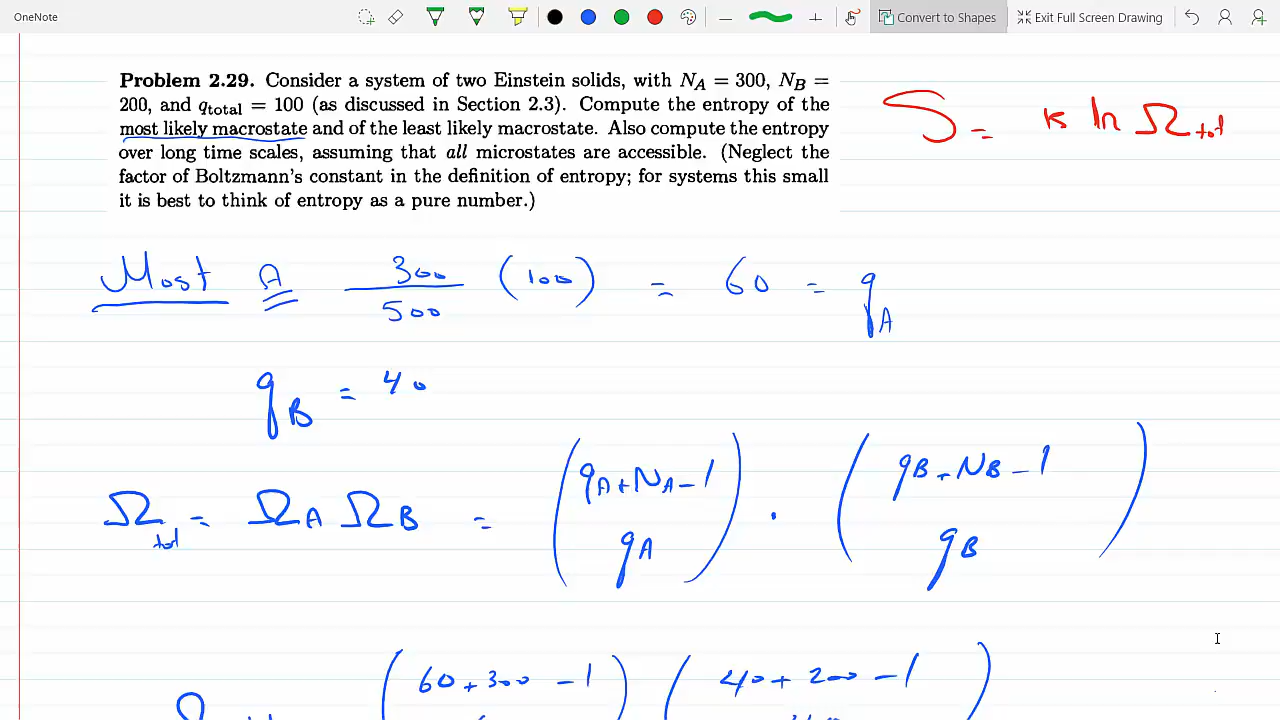 OneNote
Convert to Shapes
Exit Full Screen Drawing
Problem 2.29. Consider a system of two Einstein solids, with N_A = 300, N_B =
200, and q_total = 100 (as discussed in Section 2.3). Compute the entropy of the
most likely macrostate and of the least likely macrostate. Also compute the entropy
over long time scales, assuming that all microstates are accessible. (Neglect the
factor of Boltzmann's constant in the definition of entropy; for systems this small
it is best to think of entropy as a pure number.)
S = k ln Ω_tot
Most A 300/500 (100) = 60 = q_A
q_B = 40
Ω_tot = Ω_A Ω_B = (q_A + N_A - 1 / q_A) · (q_B + N_B - 1 / q_B)
(60 + 300 - 1) (40 + 200 - 1)